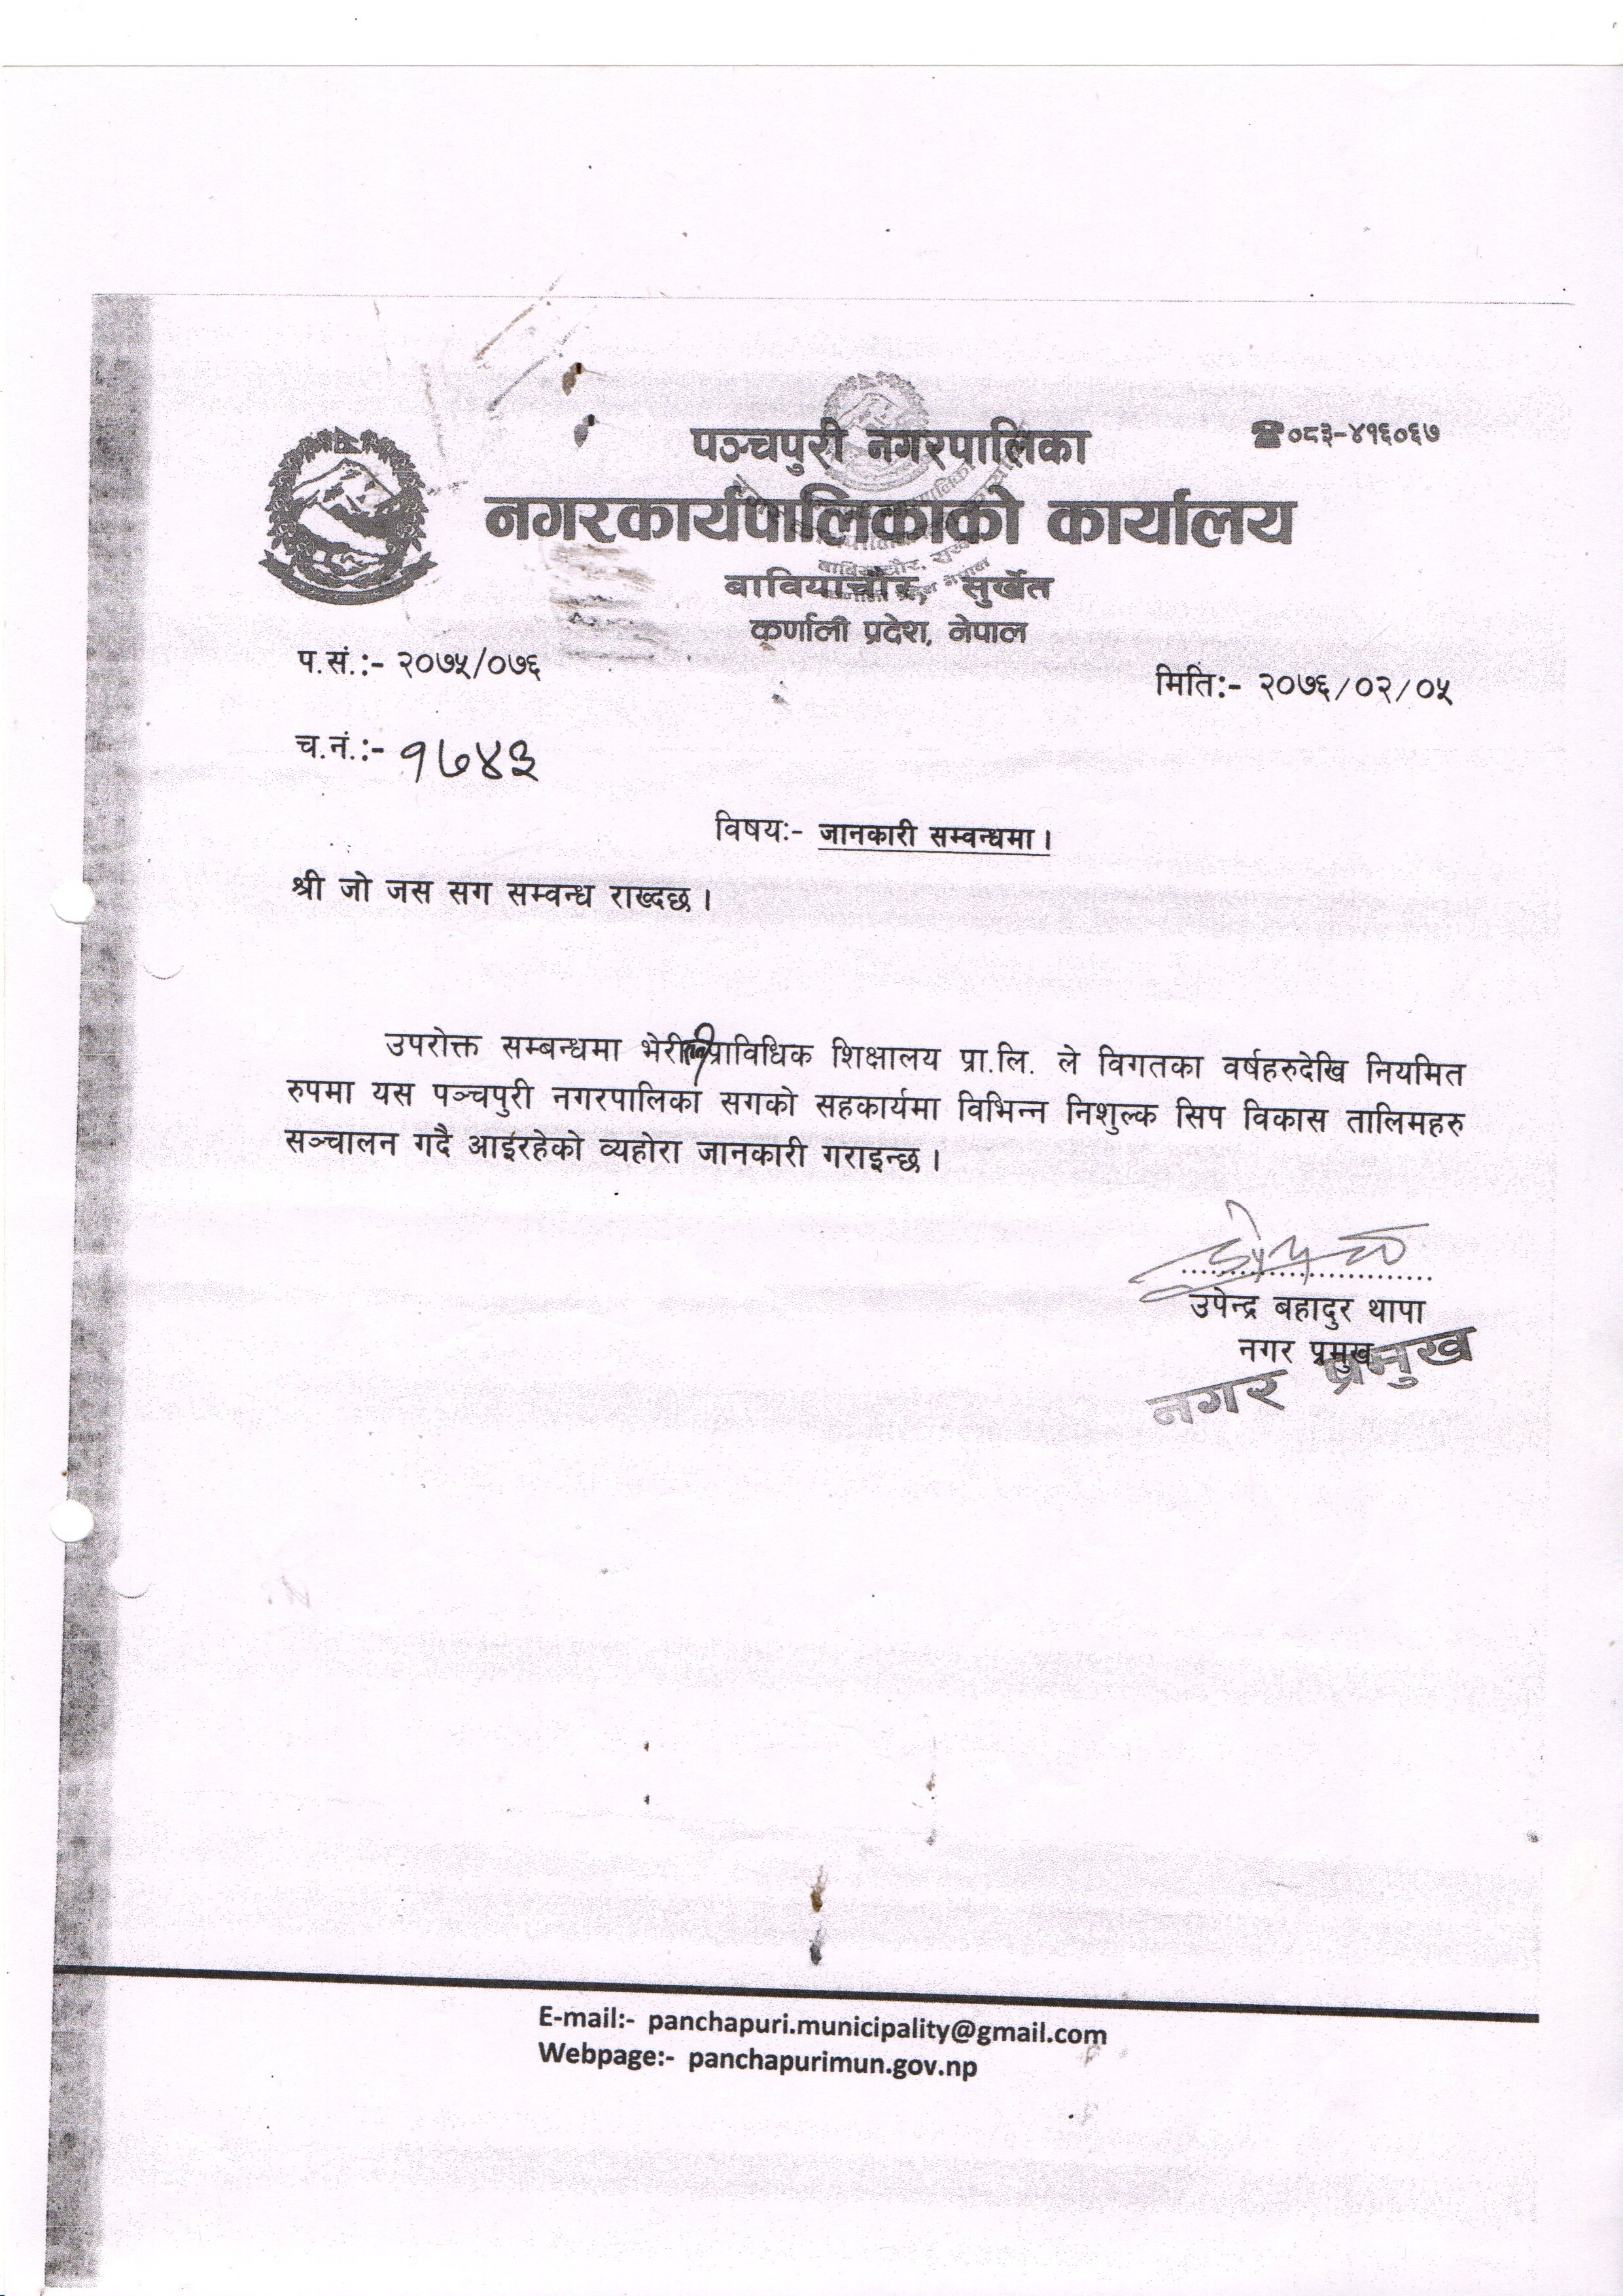 पञ्चपुरी नगरपालिका
☎०८३-४१६०६७
नगरकार्यपालिकाको कार्यालय
बावियाचौर, सुर्खेत
कर्णाली प्रदेश, नेपाल
प.सं.:- २०७५/०७६
मिति:- २०७६/०२/०५
च.नं.:- १७४३
विषय:- जानकारी सम्वन्धमा ।
श्री जो जस सग सम्वन्ध राख्दछ ।
उपरोक्त सम्बन्धमा भेरी प्राविधिक शिक्षालय प्रा.लि. ले विगतका वर्षहरुदेखि नियमित
रुपमा यस पञ्चपुरी नगरपालिका सगको सहकार्यमा विभिन्न निशुल्क सिप विकास तालिमहरु
सञ्चालन गर्दै आईरहेको व्यहोरा जानकारी गराइन्छ ।
उपेन्द्र बहादुर थापा
नगर प्रमुख
नगर प्रमुख
E-mail:- panchapuri.municipality@gmail.com
Webpage:- panchapurimun.gov.np